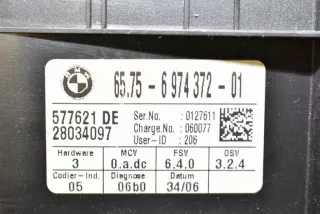 BMW
65.75 - 6 974 372 - 01
577621 DE
28034097
Ser.No. : 0127611
Charge.No. : 060077
User-ID : 206
Hardware MCV FSV OSV
3 0.a.dc 6.4.0 3.2.4
Codier-Ind. Diagnose Datum
05 06b0 34/06